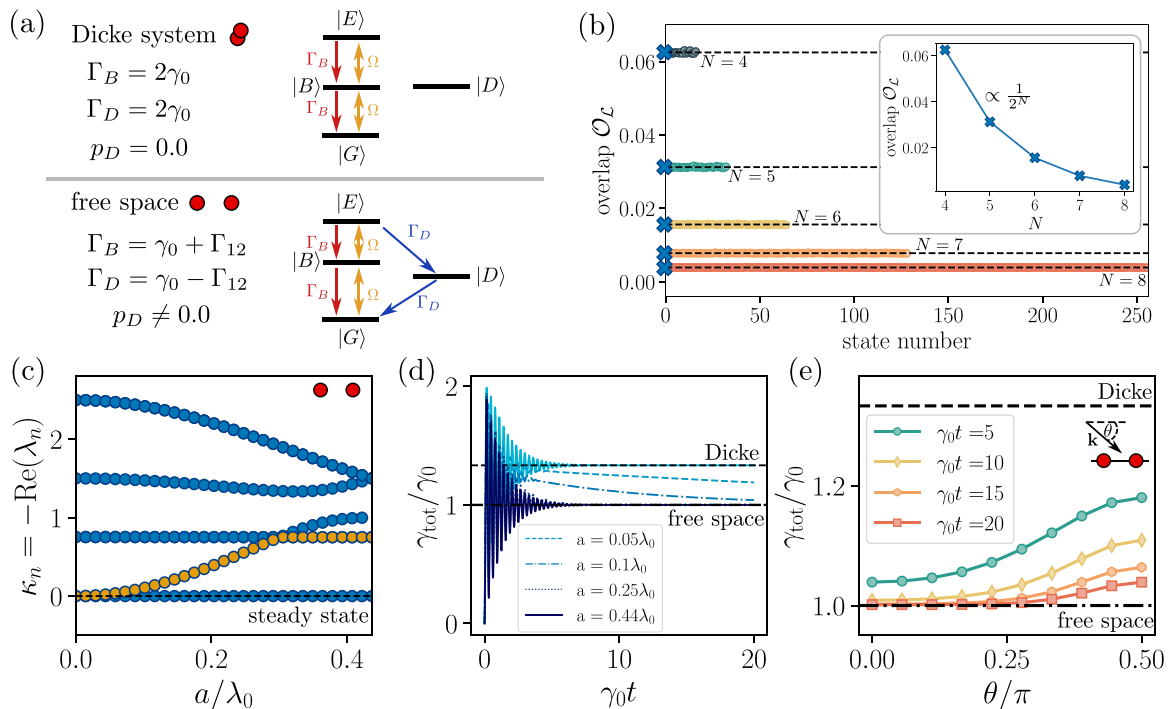 (a)
Dicke system
Γ_B = 2γ_0
Γ_D = 2γ_0
p_D = 0.0
|E⟩
Γ_B
Ω
|B⟩
|D⟩
Γ_B
Ω
|G⟩
free space
Γ_B = γ_0 + Γ_12
Γ_D = γ_0 − Γ_12
p_D ≠ 0.0
|E⟩
Γ_B
Ω
Γ_D
|B⟩
|D⟩
Γ_B
Ω
Γ_D
|G⟩
(b)
overlap 𝒪_ℒ
0.06
0.04
0.02
0.00
N = 4
N = 5
N = 6
N = 7
N = 8
0
50
100
150
200
250
state number
overlap 𝒪_ℒ
0.06
0.04
0.02
∝ 1/2^N
4
5
6
7
8
N
(c)
κ_n = −Re(λ_n)
2
1
0
steady state
0.0
0.2
0.4
a/λ_0
(d)
γ_tot/γ_0
2
1
0
Dicke
free space
a = 0.05λ_0
a = 0.1λ_0
a = 0.25λ_0
a = 0.44λ_0
0
5
10
15
20
γ_0t
(e)
γ_tot/γ_0
1.2
1.0
Dicke
γ_0t =5
γ_0t =10
γ_0t =15
γ_0t =20
k
θ
free space
0.00
0.25
0.50
θ/π